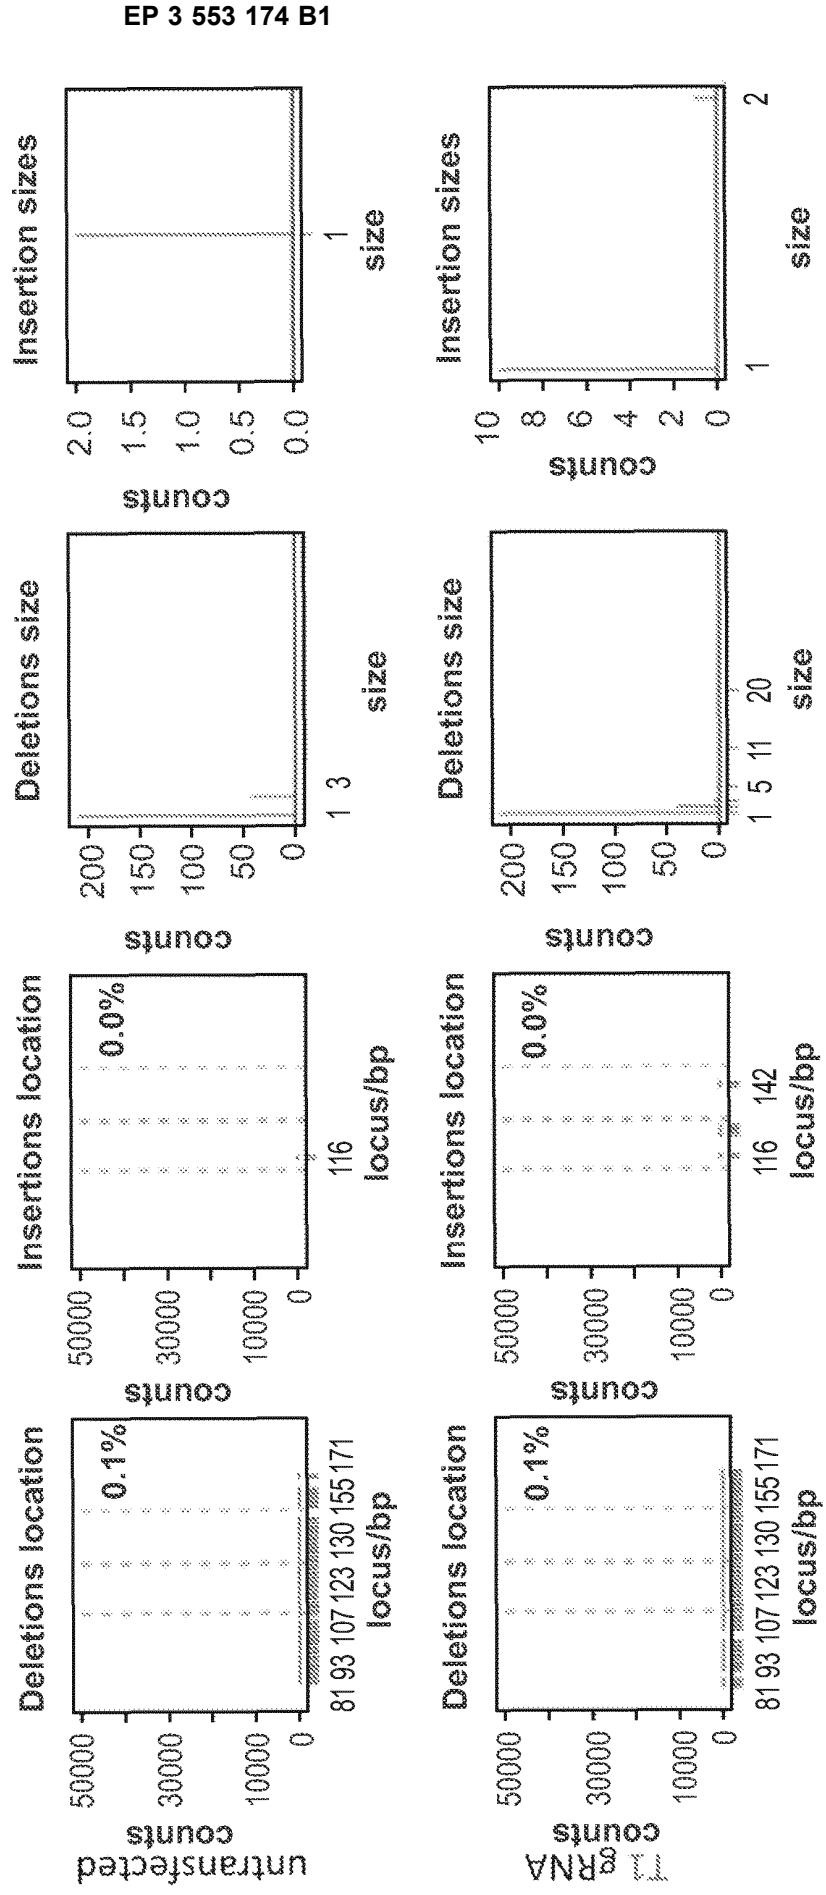 EP 3 553 174 B1
untransfected
Deletions location
counts
50000
30000
10000
0
0.1%
81 93 107 123 130 155 171
locus/bp
Insertions location
counts
50000
30000
10000
0
0.0%
116
locus/bp
Deletions size
counts
200
150
100
50
0
1 3
size
Insertion sizes
counts
2.0
1.5
1.0
0.5
0.0
1
size
T1 gRNA
Deletions location
counts
50000
30000
10000
0
0.1%
81 93 107 123 130 155 171
locus/bp
Insertions location
counts
50000
30000
10000
0
0.0%
116 142
locus/bp
Deletions size
counts
200
150
100
50
0
1 5 11 20
size
Insertion sizes
counts
10
8
6
4
2
0
1 2
size